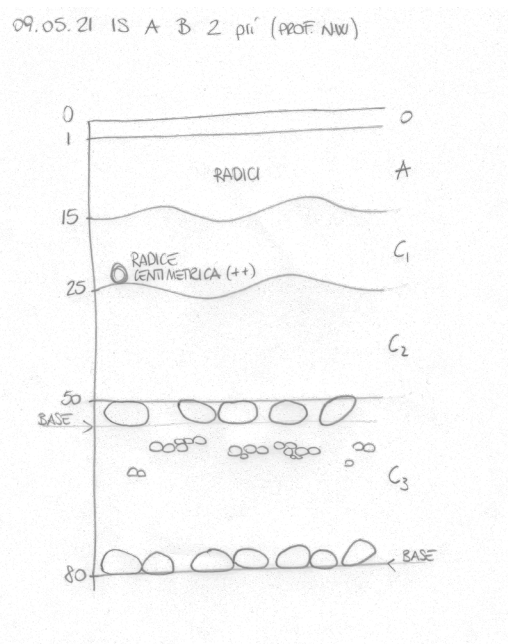 09.05.21 IS A B 2 pri (PROF. NW)
0
O
1
RADICI
A
15
C1
RADICE
CENTIMETRICA (++)
25
C2
50
BASE
C3
BASE
80